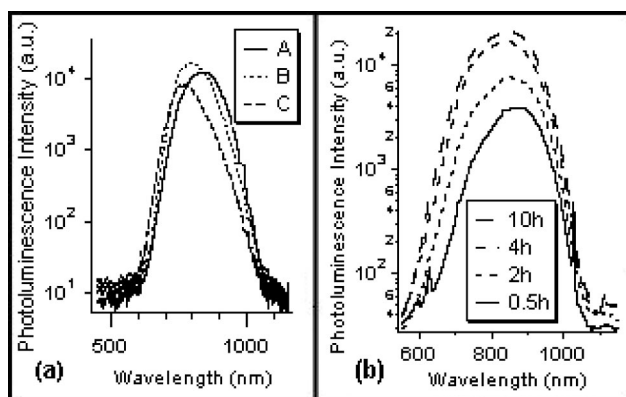 Photoluminescence Intensity (a.u.)
10⁴
10³
10²
10¹
A
B
C
500
1000
(a)
Wavelength (nm)
Photoluminescence Intensity (a.u.)
2
10⁴
6
4
2
10³
6
4
2
10²
6
4
10h
4h
2h
0.5h
600
800
1000
(b)
Wavelength (nm)